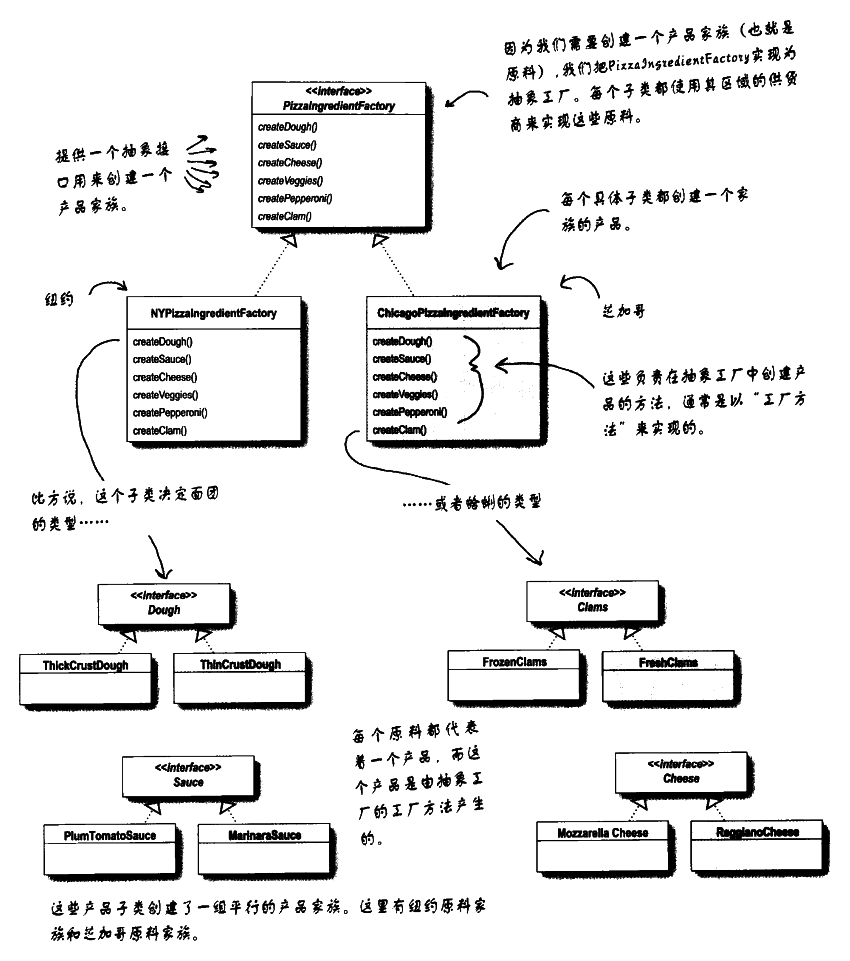 因为我们需要创建一个产品家族（也就是
原料），我们把PizzaIngredientFactory实现为
抽象工厂。每个子类都使用其区域的供货
商来实现这些原料。
<<interface>>
PizzaIngredientFactory
createDough()
createSauce()
createCheese()
createVeggies()
createPepperoni()
createClam()
提供一个抽象接
口用来创建一个
产品家族。
每个具体子类都创建一个家
族的产品。
纽约
NYPizzaIngredientFactory
createDough()
createSauce()
createCheese()
createVeggies()
createPepperoni()
createClam()
ChicagoPizzaIngredientFactory
createDough()
createSauce()
createCheese()
createVeggies()
createPepperoni()
createClam()
芝加哥
这些负责在抽象工厂中创建产
品的方法，通常是以“工厂方
法”来实现的。
比方说，这个子类决定面团
的类型……
……或者蛤蜊的类型
<<interface>>
Dough
ThickCrustDough
ThinCrustDough
<<interface>>
Clams
FrozenClams
FreshClams
每个原料都代表
着一个产品，而这
个产品是由抽象工
厂的工厂方法产生
的。
<<interface>>
Sauce
PlumTomatoSauce
MarinaraSauce
<<interface>>
Cheese
Mozzarella Cheese
ReggianoCheese
这些产品子类创建了一组平行的产品家族。这里有纽约原料家
族和芝加哥原料家族。